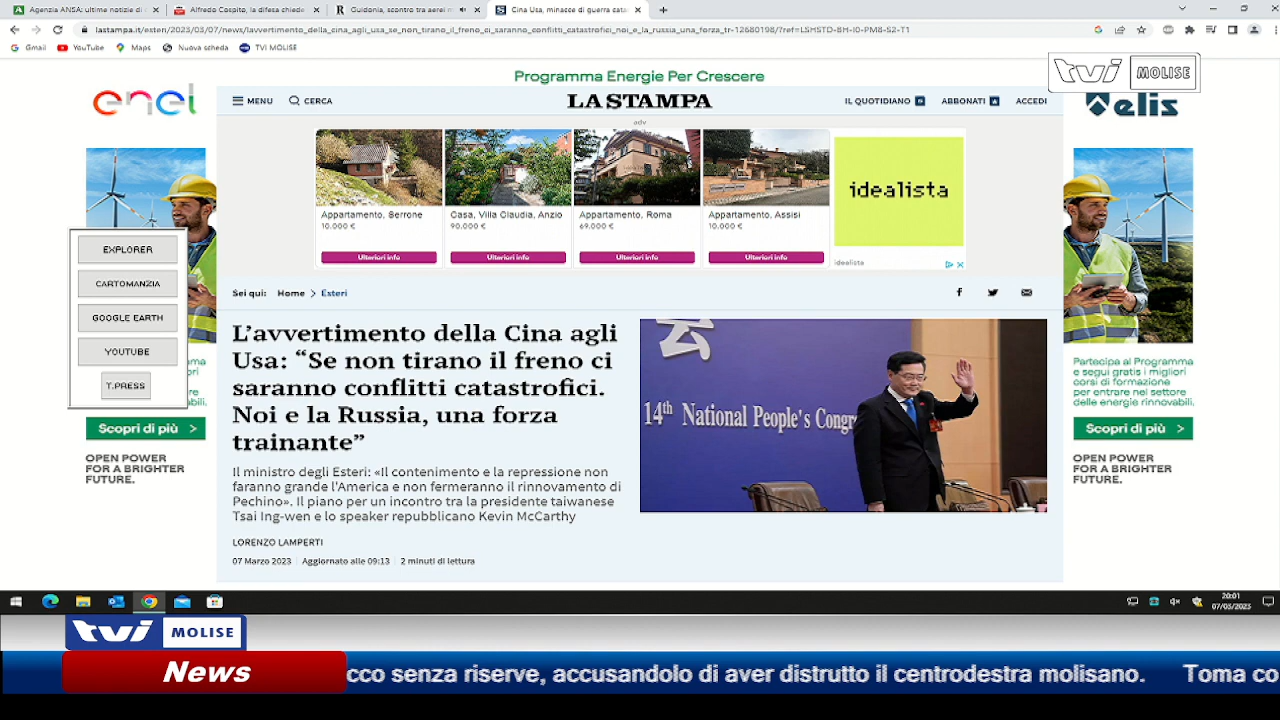 Agenzia ANSA: ultime notizie di
Alfredo Cospito, la difesa chiede
Guidonia, scontro tra aerei m
Cina Usa, minacce di guerra cata
lastampa.it/esteri/2023/03/07/news/lavvertimento_della_cina_agli_usa_se_non_tirano_il_freno_ci_saranno_conflitti_catastrofici_noi_e_la_russia_una_forza_tr-12680198/?ref=LSHSTD-BH-I0-PM8-S2-T1
Gmail YouTube Maps Nuova scheda TVI MOLISE
Programma Energie Per Crescere
tvi MOLISE
enel
MENU CERCA LA STAMPA IL QUOTIDIANO ABBONATI ACCEDI
elis
adv
Appartamento, Serrone
10.000 €
Ulteriori info
Casa, Villa Claudia, Anzio
90.000 €
Ulteriori info
Appartamento, Roma
69.000 €
Ulteriori info
Appartamento, Assisi
10.000 €
Ulteriori info
idealista
idealista
EXPLORER
CARTOMANZIA
GOOGLE EARTH
YOUTUBE
T.PRESS
Sei qui: Home > Esteri
L’avvertimento della Cina agli
Usa: “Se non tirano il freno ci
saranno conflitti catastrofici.
Noi e la Russia, una forza
trainante”
Il ministro degli Esteri: «Il contenimento e la repressione non
faranno grande l'America e non fermeranno il rinnovamento di
Pechino». Il piano per un incontro tra la presidente taiwanese
Tsai Ing-wen e lo speaker repubblicano Kevin McCarthy
LORENZO LAMPERTI
07 Marzo 2023 Aggiornato alle 09:13 2 minuti di lettura
会
14th National People's Congr
Scopri di più >
OPEN POWER
FOR A BRIGHTER
FUTURE.
Partecipa al Programma
e segui gratis i migliori
corsi di formazione
per entrare nel settore
delle energie rinnovabili.
Scopri di più >
OPEN POWER
FOR A BRIGHTER
FUTURE.
20:01
07/03/2023
tvi MOLISE
News
cco senza riserve, accusandolo di aver distrutto il centrodestra molisano. Toma co